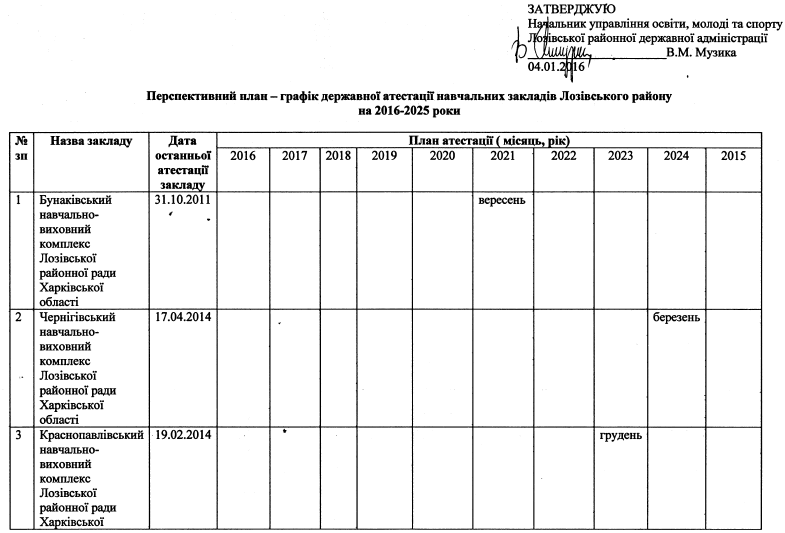 ЗАТВЕРДЖУЮ
Начальник управління освіти, молоді та спорту
Лозівської районної державної адміністрації
В.М. Музика
04.01.2016
Перспективний план – графік державної атестації навчальних закладів Лозівського району
на 2016-2025 роки
№ зп
Назва закладу
Дата останньої атестації закладу
План атестації ( місяць, рік)
2016 2017 2018 2019 2020 2021 2022 2023 2024 2015
1 Бунаківський 31.10.2011 вересень
навчально-
виховний
комплекс
Лозівської
районної ради
Харківської
області
2 Чернігівський 17.04.2014 березень
навчально-
виховний
комплекс
Лозівської
районної ради
Харківської
області
3 Краснопавлівський 19.02.2014 грудень
навчально-
виховний
комплекс
Лозівської
районної ради
Харківської